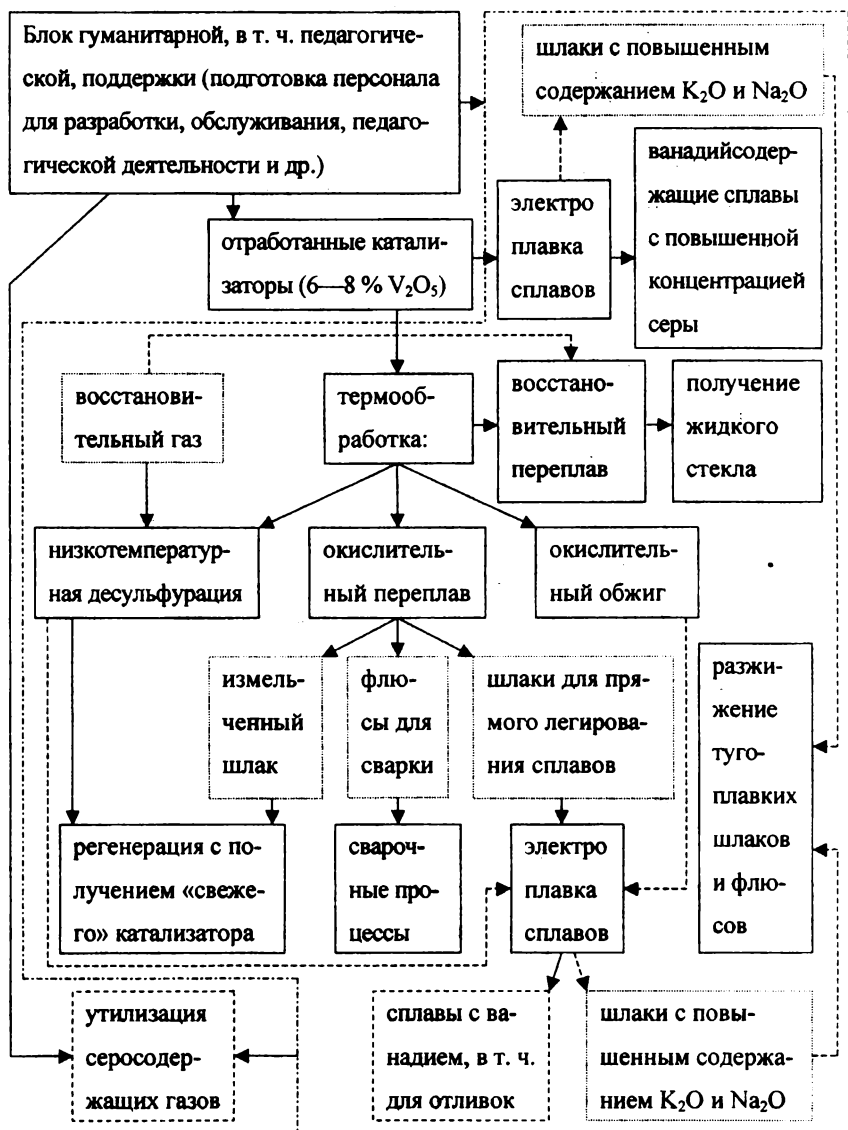 Блок гуманитарной, в т. ч. педагогиче-
ской, поддержки (подготовка персонала
для разработки, обслуживания, педаго-
гической деятельности и др.)
шлаки с повышенным
содержанием K₂O и Na₂O
электро
плавка
сплавов
ванадийсодер-
жащие сплавы
с повышенной
концентрацией
серы
отработанные катали-
заторы (6—8 % V₂O₅)
восстанови-
тельный газ
термооб-
работка:
восстано-
вительный
переплав
получение
жидкого
стекла
низкотемператур-
ная десульфурация
окислитель-
ный переплав
окислитель-
ный обжиг
измель-
ченный
шлак
флю-
сы для
сварки
шлаки для пря-
мого легирова-
ния сплавов
разжи-
жение
туго-
плавких
шлаков
и флю-
сов
регенерация с по-
лучением «свеже-
го» катализатора
свароч-
ные про-
цессы
электро
плавка
сплавов
утилизация
серосодер-
жащих газов
сплавы с ва-
надием, в т. ч.
для отливок
шлаки с повы-
шенным содержа-
нием K₂O и Na₂O